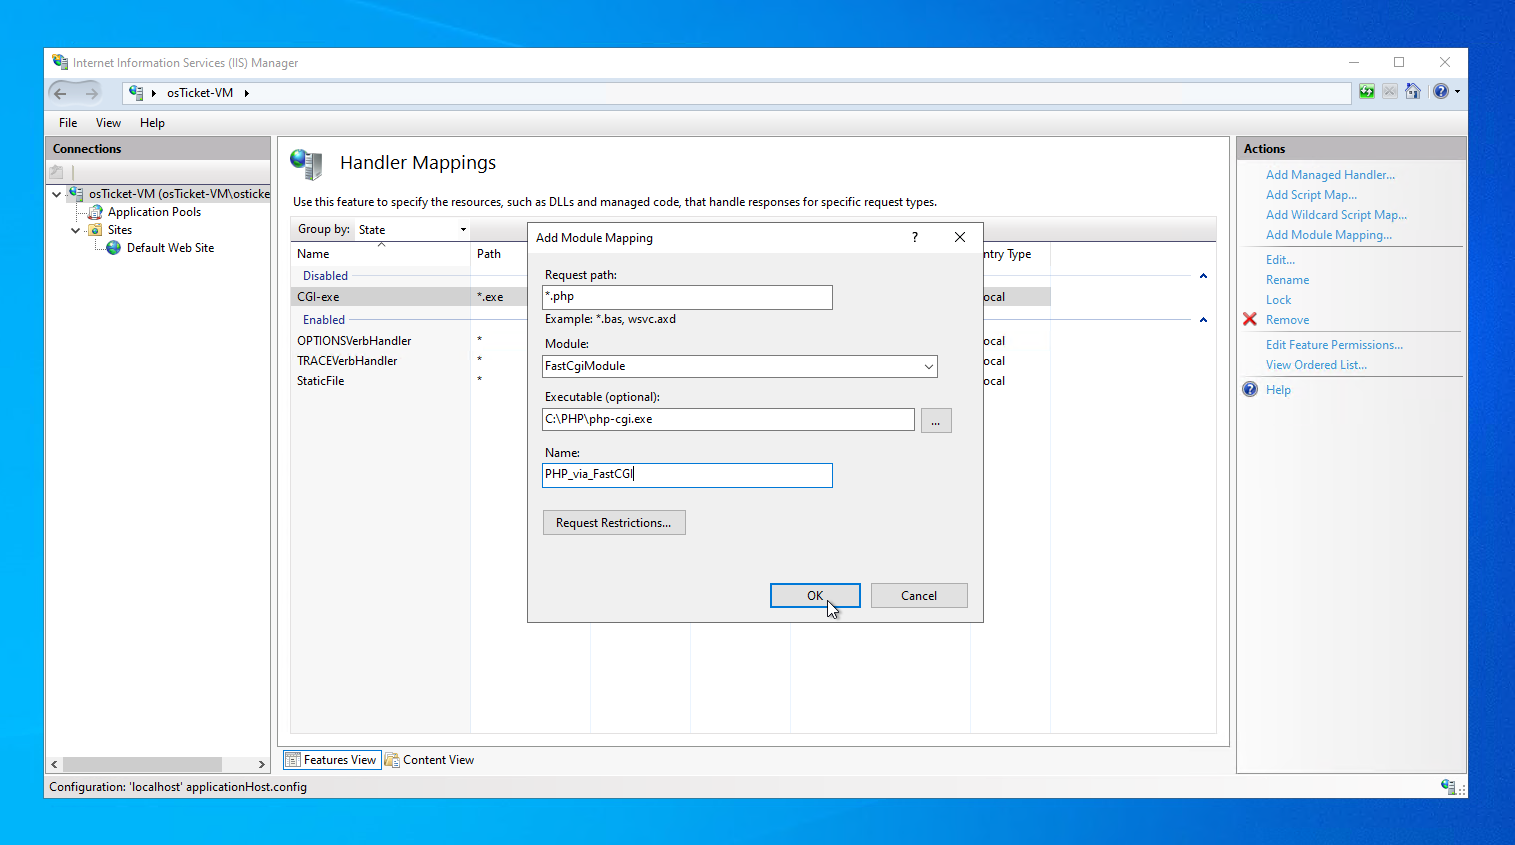 Internet Information Services (IIS) Manager
osTicket-VM
File View Help
Connections
osTicket-VM (osTicket-VM\osticke
Application Pools
Sites
Default Web Site
Handler Mappings
Use this feature to specify the resources, such as DLLs and managed code, that handle responses for specific request types.
Group by: State
Name Path ntry Type
Disabled
CGI-exe *.exe ocal
Enabled
OPTIONSVerbHandler * ocal
TRACEVerbHandler * ocal
StaticFile * ocal
Add Module Mapping ?
Request path:
*.php
Example: *.bas, wsvc.axd
Module:
FastCgiModule
Executable (optional):
C:\PHP\php-cgi.exe
...
Name:
PHP_via_FastCGI
Request Restrictions...
OK Cancel
Features View Content View
Actions
Add Managed Handler...
Add Script Map...
Add Wildcard Script Map...
Add Module Mapping...
Edit...
Rename
Lock
Remove
Edit Feature Permissions...
View Ordered List...
Help
Configuration: 'localhost' applicationHost.config